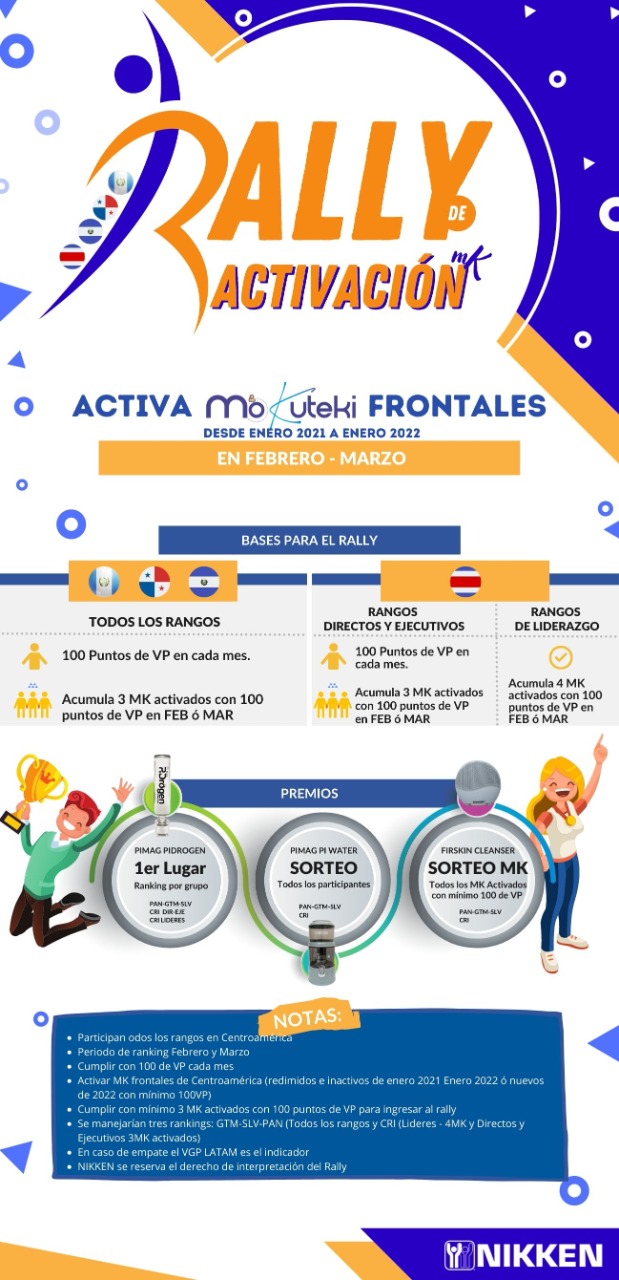 RALLY
DE
ACTIVACIÓN
mK
ACTIVA Mokuteki FRONTALES
DESDE ENERO 2021 A ENERO 2022
EN FEBRERO - MARZO
BASES PARA EL RALLY
TODOS LOS RANGOS
100 Puntos de VP en cada mes.
Acumula 3 MK activados con 100
puntos de VP en FEB ó MAR
RANGOS
DIRECTOS Y EJECUTIVOS
100 Puntos de VP en
cada mes.
Acumula 3 MK activados
con 100 puntos de VP
en FEB ó MAR
RANGOS
DE LIDERAZGO
Acumula 4 MK
activados con 100
puntos de VP en
FEB ó MAR
PREMIOS
PIMAG PIDROGEN
1er Lugar
Ranking por grupo
PAN-GTM-SLV
CRI DIR-EJE
CRI LIDERES
PIMAG PI WATER
SORTEO
Todos los participantes
PAN-GTM-SLV
CRI
FIRSKIN CLEANSER
SORTEO MK
Todos los MK Activados
con mínimo 100 de VP
PAN-GTM-SLV
CRI
NOTAS:
Participan odos los rangos en Centroamérica
Periodo de ranking Febrero y Marzo
Cumplir con 100 de VP cada mes
Activar MK frontales de Centroamérica (redimidos e inactivos de enero 2021 Enero 2022 ó nuevos
de 2022 con mínimo 100VP)
Cumplir con mínimo 3 MK activados con 100 puntos de VP para ingresar al rally
Se manejarían tres rankings: GTM-SLV-PAN (Todos los rangos y CRI (Lideres - 4MK y Directos y
Ejecutivos 3MK activados)
En caso de empate el VGP LATAM es el indicador
NIKKEN se reserva el derecho de interpretación del Rally
NIKKEN